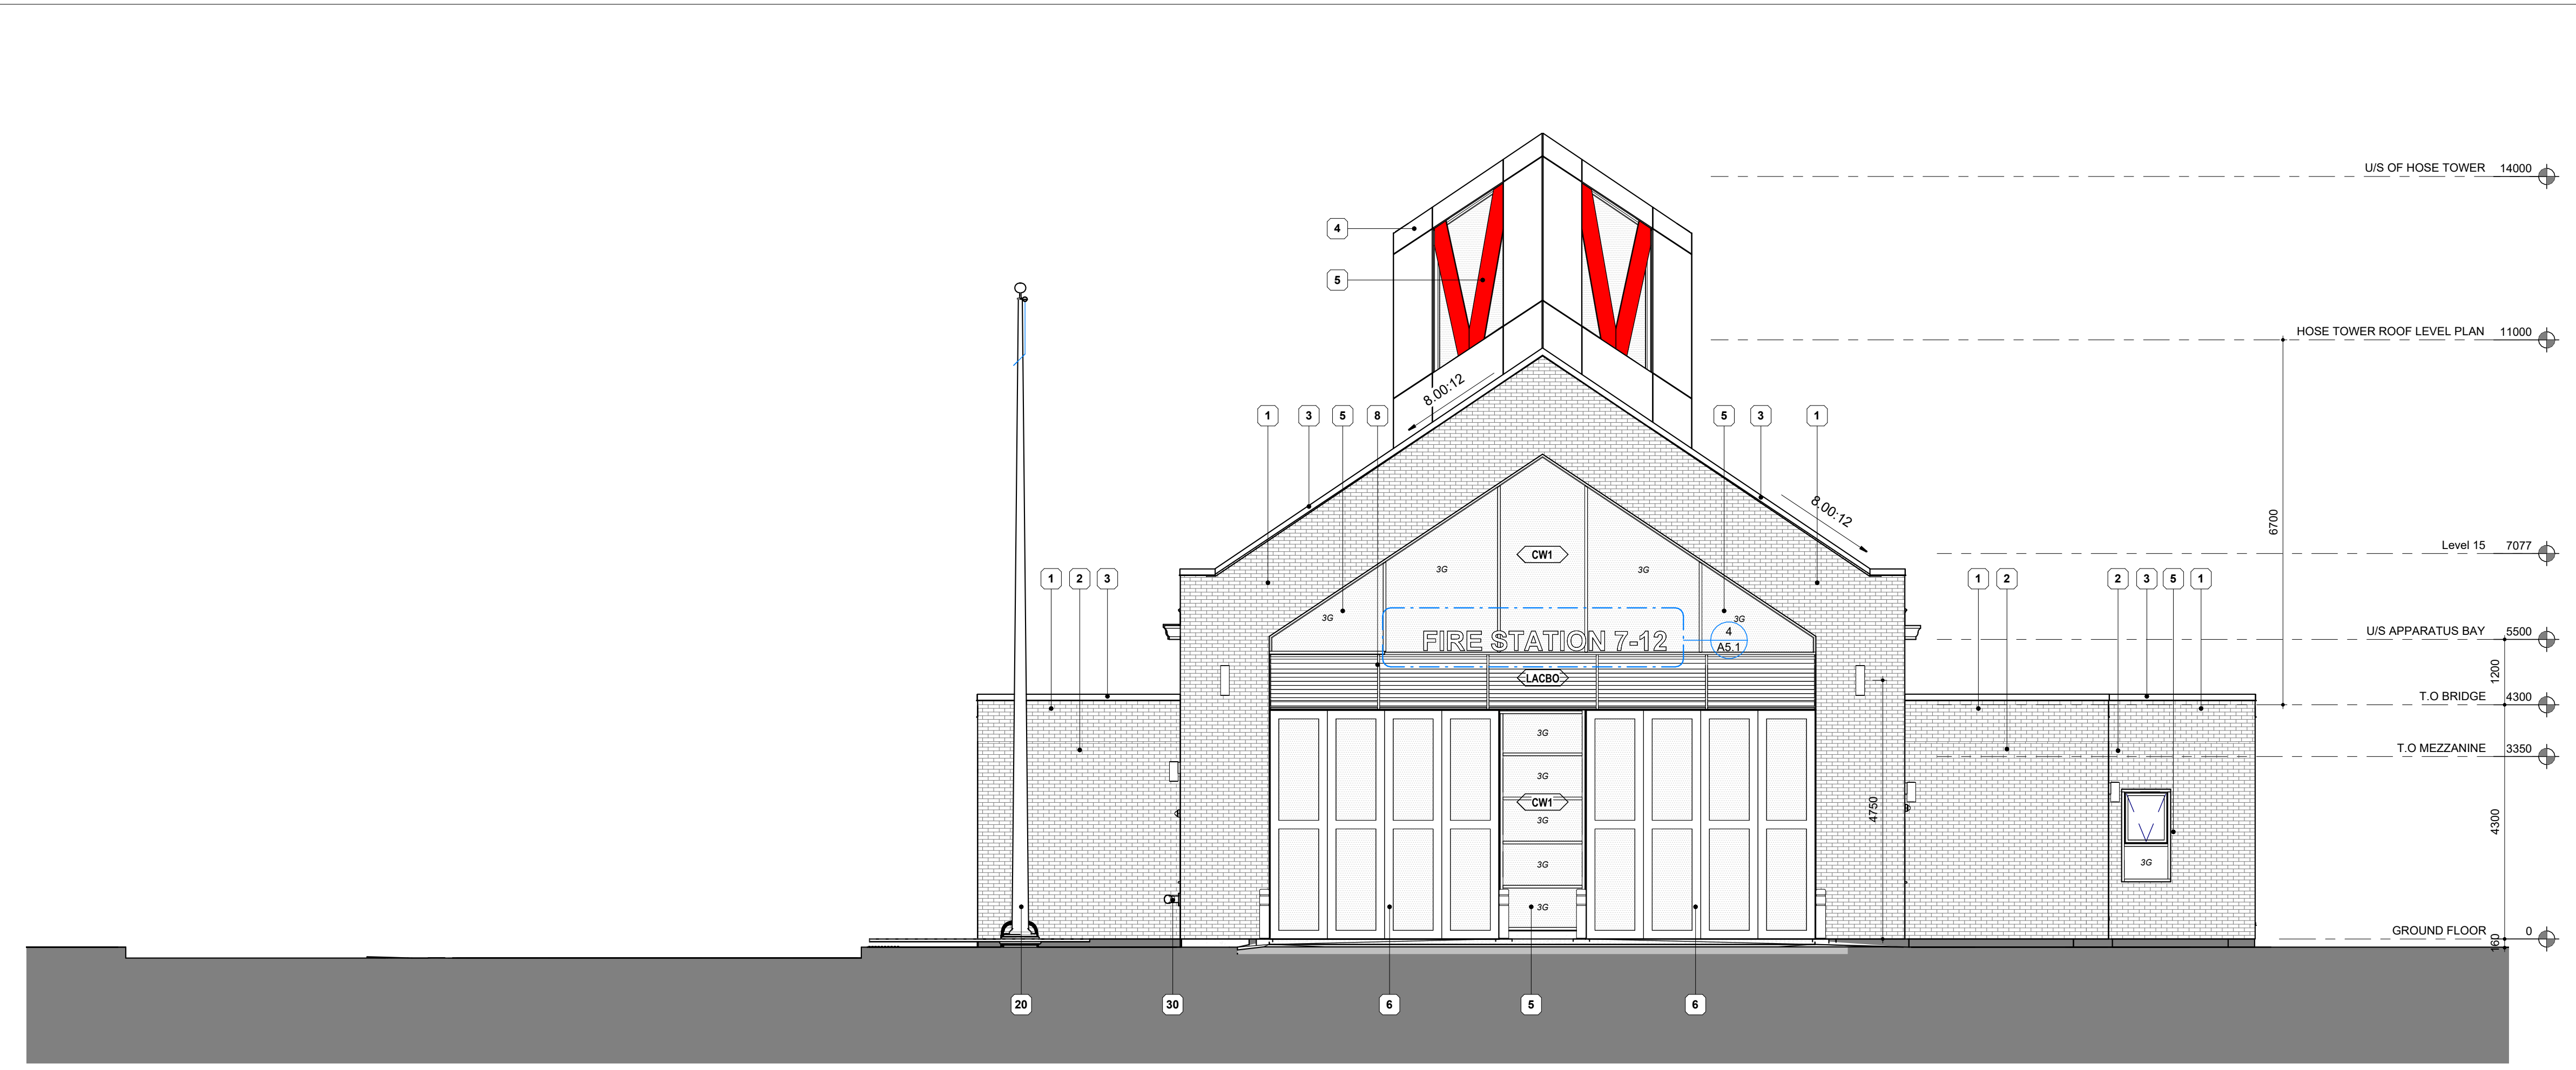 U/S OF HOSE TOWER 14000
4
5
HOSE TOWER ROOF LEVEL PLAN 11000
8.00:12
1 3 5 8 5 3 1
8.00:12
6700
CW1
Level 15 7077
3G 3G
1 2 3 1 2 2 3 5 1
3G 3G
FIRE STATION 7-12
4
A5.1
U/S APPARATUS BAY 5500
1200
LACBO
T.O BRIDGE 4300
3G
T.O MEZZANINE 3350
3G
CW1
4750
3G
4300
3G
3G
3G
GROUND FLOOR 0
160
20 30 6 5 6